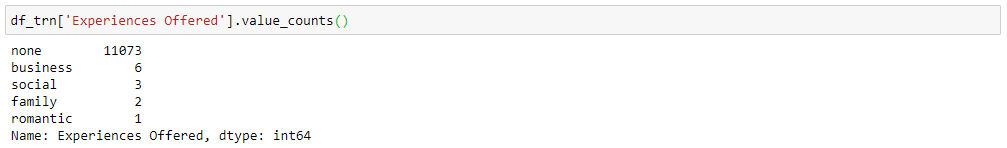 df_trn['Experiences Offered'].value_counts()
none        11073
business        6
social          3
family          2
romantic        1
Name: Experiences Offered, dtype: int64